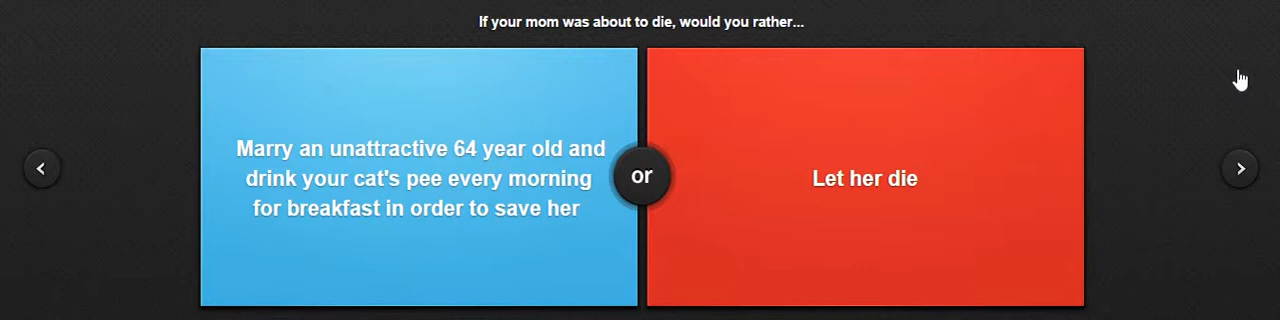 If your mom was about to die, would you rather...
Marry an unattractive 64 year old and
drink your cat's pee every morning
for breakfast in order to save her
or
Let her die